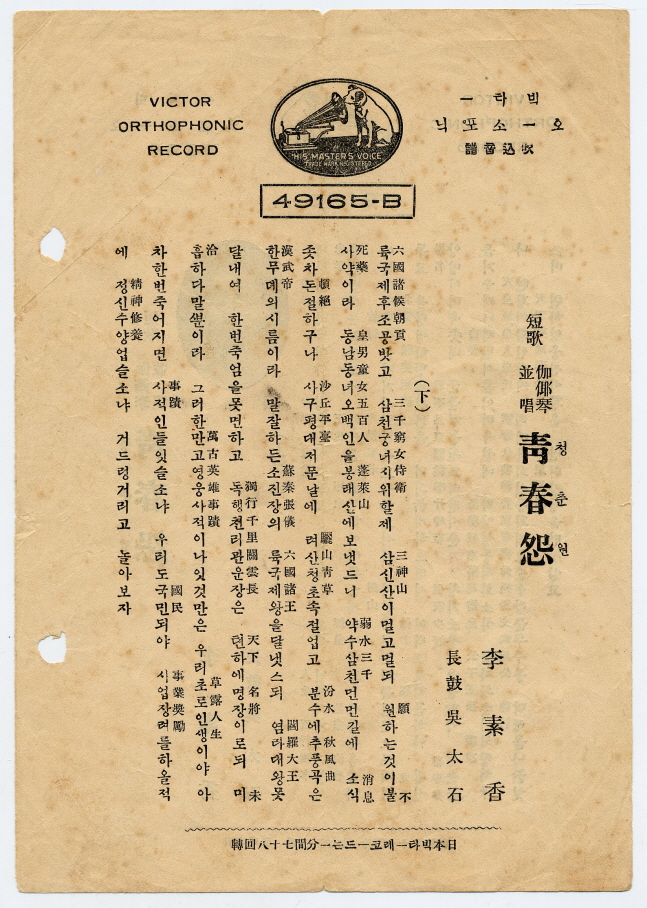 VICTOR
ORTHOPHONIC
RECORD
HIS MASTER'S VOICE
TRADE MARK REGISTERED
빅타ー
오ー소포닉
吹込音譜
49165-B
短歌 伽倻琴並唱
靑春怨
청춘원
李素香
長鼓 吳太石
(下)
六國諸候朝貢 三千窮女侍衛 三神山 願 不
륙국제후조공밧고 삼천궁녀시위할제 삼신산이멀고멀되 원하는것이불
死藥 皇男童女五百人 蓬萊山 弱水三千 消息
사약이라 동남동녀오백인을봉래산에보냇드니 약수삼천먼먼길에 소식
頓絕 沙丘平臺 驪山靑草 汾水 秋風曲
좃차돈절하구나 사구평대저문날에 려산청초속절업고 분수에추풍곡은
漢武帝 蘇秦張儀 六國諸王 閻羅大王
한무데의시름이라 말잘하든소진장의 륙국제왕을달냇스되 염라대왕못
獨行千里關雲長 天下 名將 未
달내여 한번죽엄을못면하고 독행천리관운장은 텬하에명장이로되 미
洽 萬古英雄事蹟 草露人生
흡하다말뿐이라 그러한만고영웅사적이나잇것만은 우리초로인생이야 아
事蹟 國民 事業奬勵
차한번죽어지면 사적인들잇슬소냐 우리도국민되야 사업장려를하올적
精神修養
에 정신수양업슬소냐 거드렁거리고 놀아보자
日本빅타ー레코ー드는一分間七十八回轉